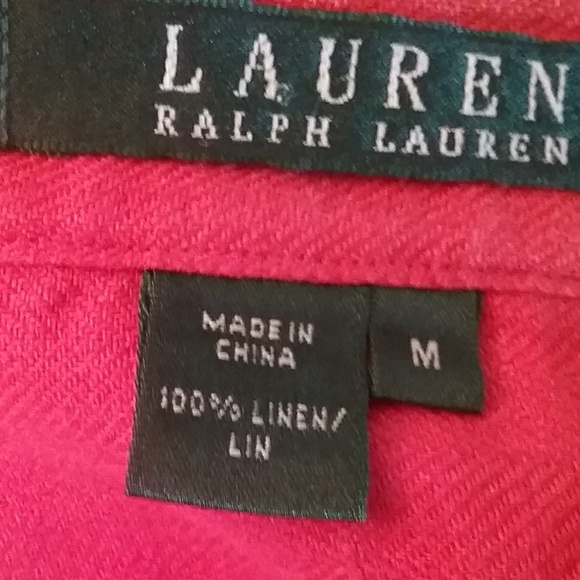 LAUREN
RALPH LAUREN
MADE IN
CHINA
100% LINEN/
LIN
M